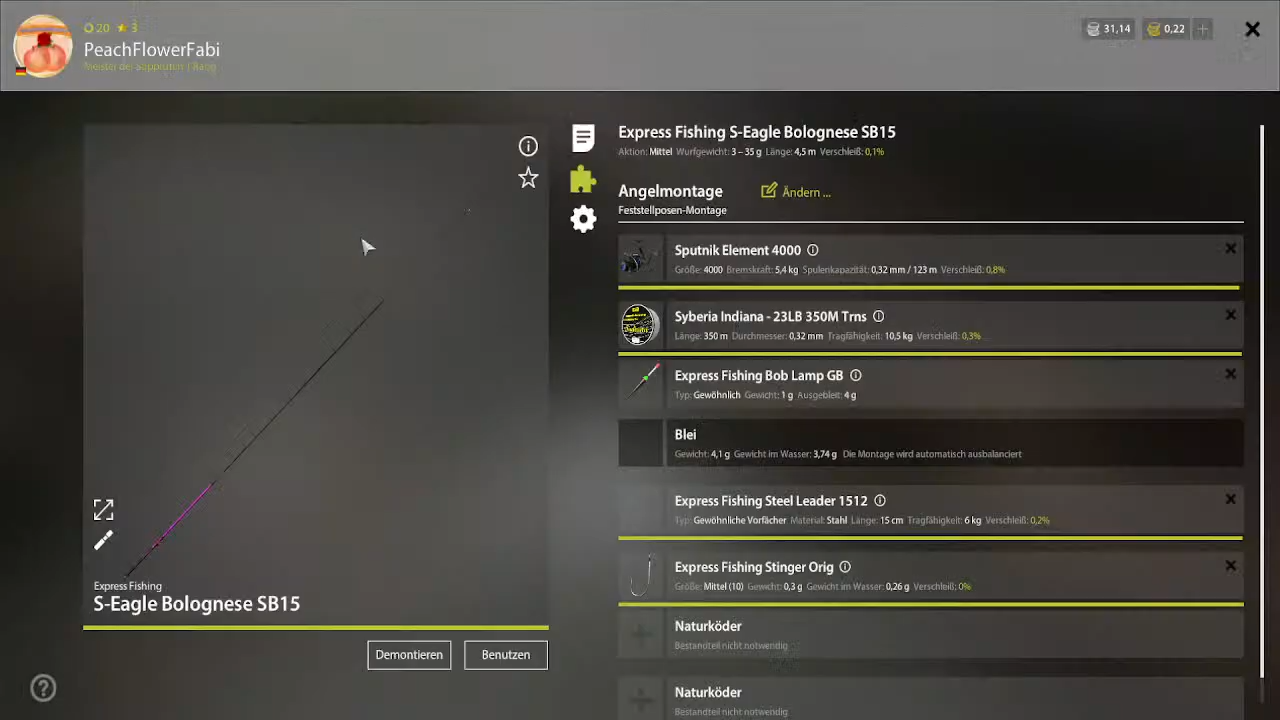 20 3
PeachFlowerFabi
Meister der Supprutin | Rang
31,14
0,22
Express Fishing S-Eagle Bolognese SB15
Aktion: Mittel Wurfgewicht: 3 – 35 g Länge: 4,5 m Verschleiß: 0,1%
Angelmontage
Ändern ...
Feststellposen-Montage
Sputnik Element 4000
Größe: 4000 Bremskraft: 5,4 kg Spulenkapazität: 0,32 mm / 123 m Verschleiß: 0,8%
Syberia Indiana - 23LB 350M Trns
Länge: 350 m Durchmesser: 0,32 mm Tragfähigkeit: 10,5 kg Verschleiß: 0,3%
Express Fishing Bob Lamp GB
Typ: Gewöhnlich Gewicht: 1 g Ausgebleit: 4 g
Blei
Gewicht: 4,1 g Gewicht im Wasser: 3,74 g Die Montage wird automatisch ausbalanciert
Express Fishing Steel Leader 1512
Typ: Gewöhnliche Vorfächer Material: Stahl Länge: 15 cm Tragfähigkeit: 6 kg Verschleiß: 0,2%
Express Fishing Stinger Orig
Größe: Mittel (10) Gewicht: 0,3 g Gewicht im Wasser: 0,26 g Verschleiß: 0%
Naturköder
Bestandteil nicht notwendig
Naturköder
Bestandteil nicht notwendig
Express Fishing
S-Eagle Bolognese SB15
Demontieren
Benutzen